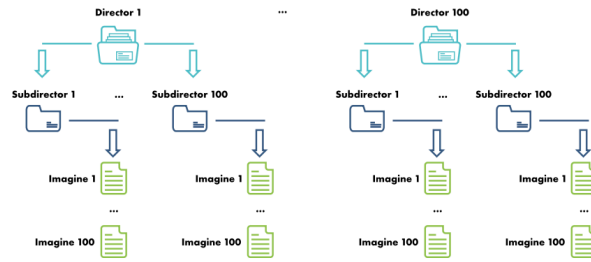 Director 1 ... Director 100
Subdirector 1 ... Subdirector 100 Subdirector 1 ... Subdirector 100
Imagine 1 Imagine 1 Imagine 1 Imagine 1
... ... ... ...
Imagine 100 Imagine 100 Imagine 100 Imagine 100